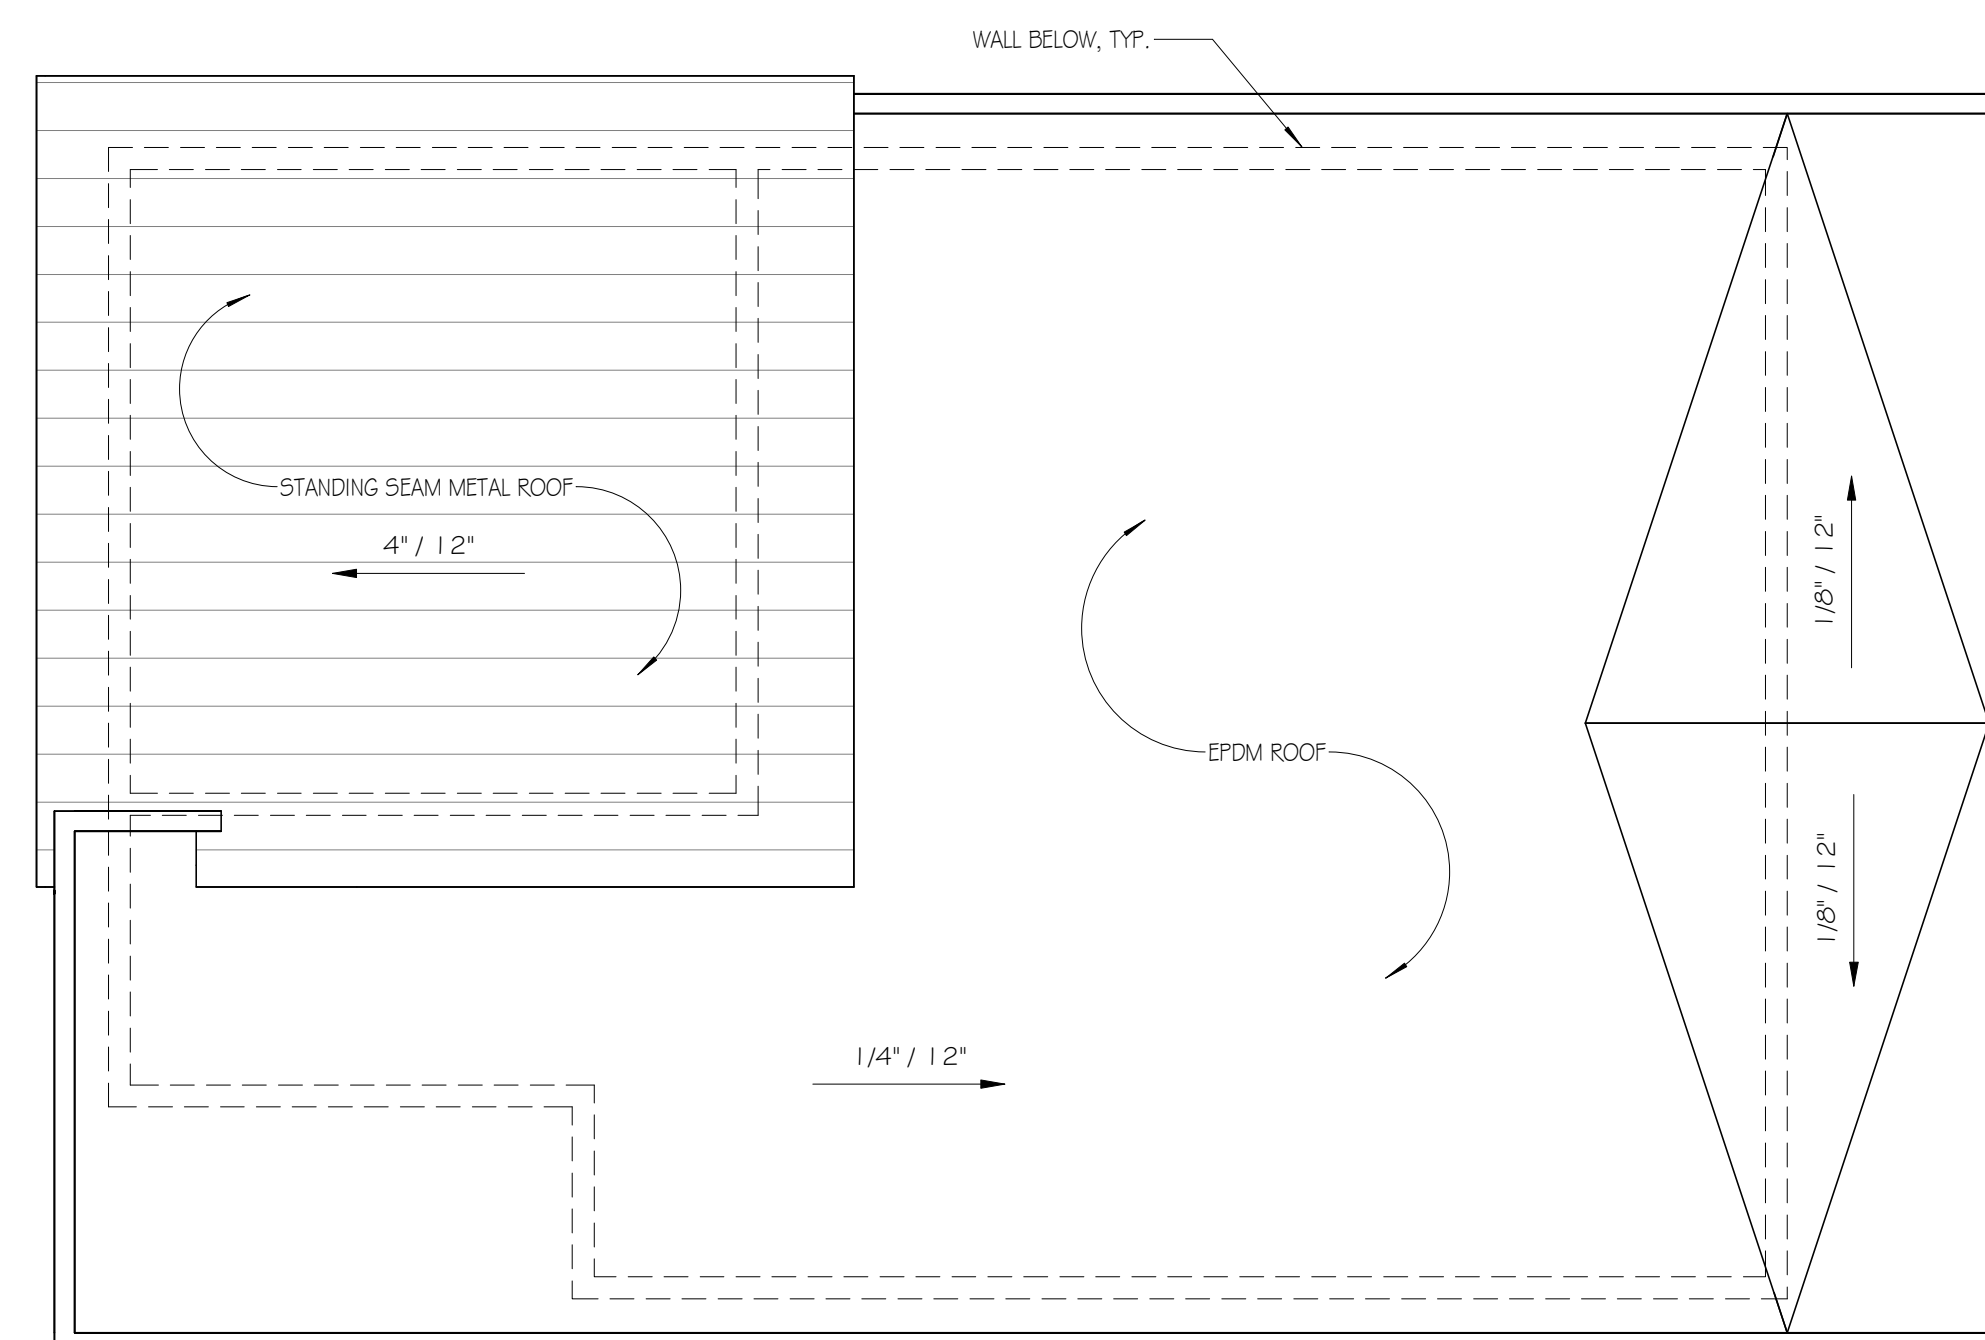 WALL BELOW, TYP.
STANDING SEAM METAL ROOF
4" / 12"
1/8" / 12"
EPDM ROOF
1/8" / 12"
1/4" / 12"